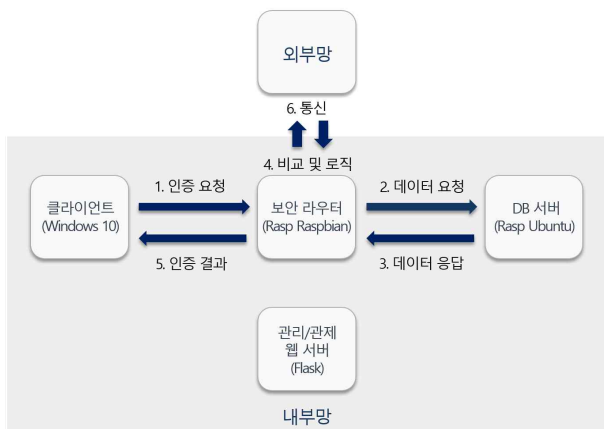 외부망
6. 통신
4. 비교 및 로직
1. 인증 요청
2. 데이터 요청
클라이언트
(Windows 10)
보안 라우터
(Rasp Raspbian)
DB 서버
(Rasp Ubuntu)
5. 인증 결과
3. 데이터 응답
관리/관제
웹 서버
(Flask)
내부망